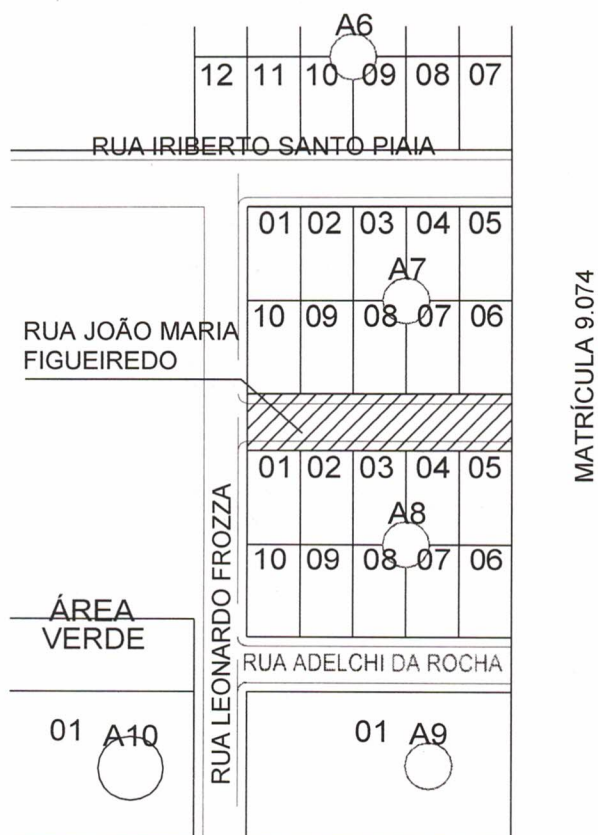 A6
12 11 10 09 08 07
RUA IRIBERTO SANTO PIAIA
01 02 03 04 05
A7
10 09 08 07 06
RUA JOÃO MARIA
FIGUEIREDO
MATRÍCULA 9.074
01 02 03 04 05
A8
10 09 08 07 06
RUA LEONARDO FROZZA
ÁREA
VERDE
RUA ADELCHI DA ROCHA
01 A10
01 A9